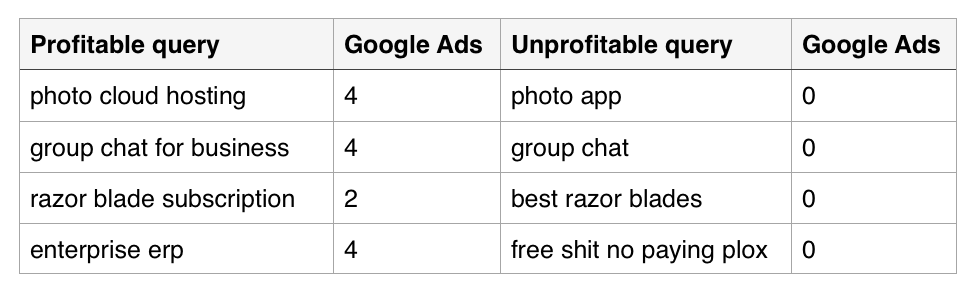 Profitable query Google Ads Unprofitable query Google Ads
photo cloud hosting 4 photo app 0
group chat for business 4 group chat 0
razor blade subscription 2 best razor blades 0
enterprise erp 4 free shit no paying plox 0